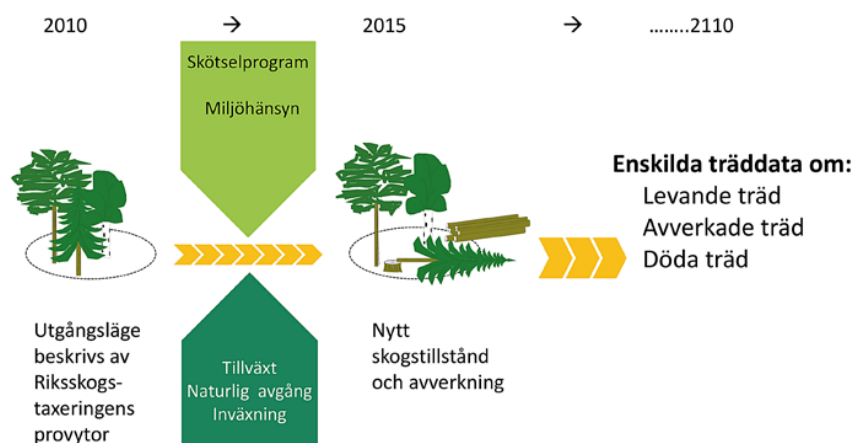 2010 → 2015 → ........2110
Skötselprogram
Miljöhänsyn
Enskilda träddata om:
Levande träd
Avverkade träd
Döda träd
Utgångsläge
beskrivs av
Riksskogs-
taxeringens
provytor
Tillväxt
Naturlig avgång
Inväxning
Nytt
skogstillstånd
och avverkning